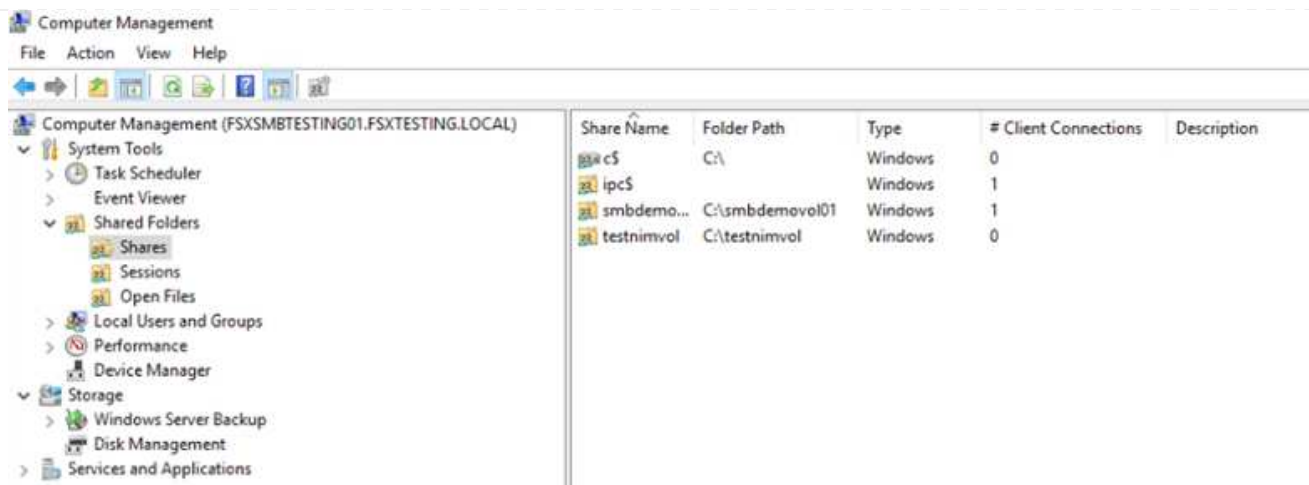 Computer Management
File Action View Help
Computer Management (FSXSMBTESTING01.FSXTESTING.LOCAL)
System Tools
Task Scheduler
Event Viewer
Shared Folders
Shares
Sessions
Open Files
Local Users and Groups
Performance
Device Manager
Storage
Windows Server Backup
Disk Management
Services and Applications
Share Name Folder Path Type # Client Connections Description
c$ C:\ Windows 0
ipc$ Windows 1
smbdemo... C:\smbdemovol01 Windows 1
testnimvol C:\testnimvol Windows 0